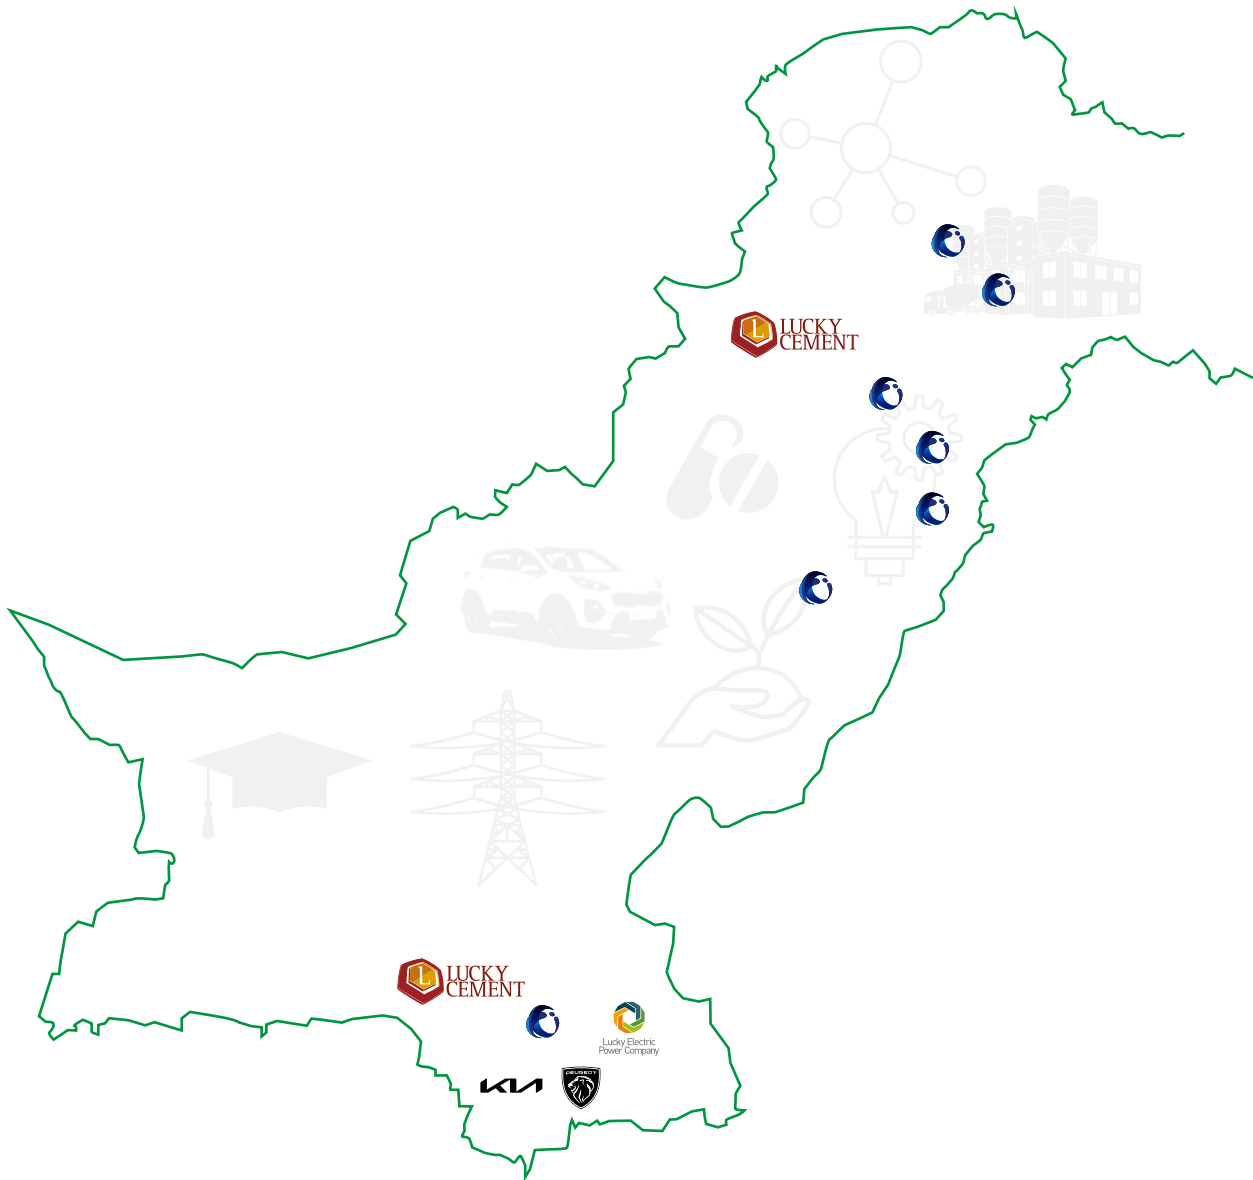 L
LUCKY
CEMENT
L
LUCKY
CEMENT
Lucky Electric
Power Company
KIA
PEUGEOT